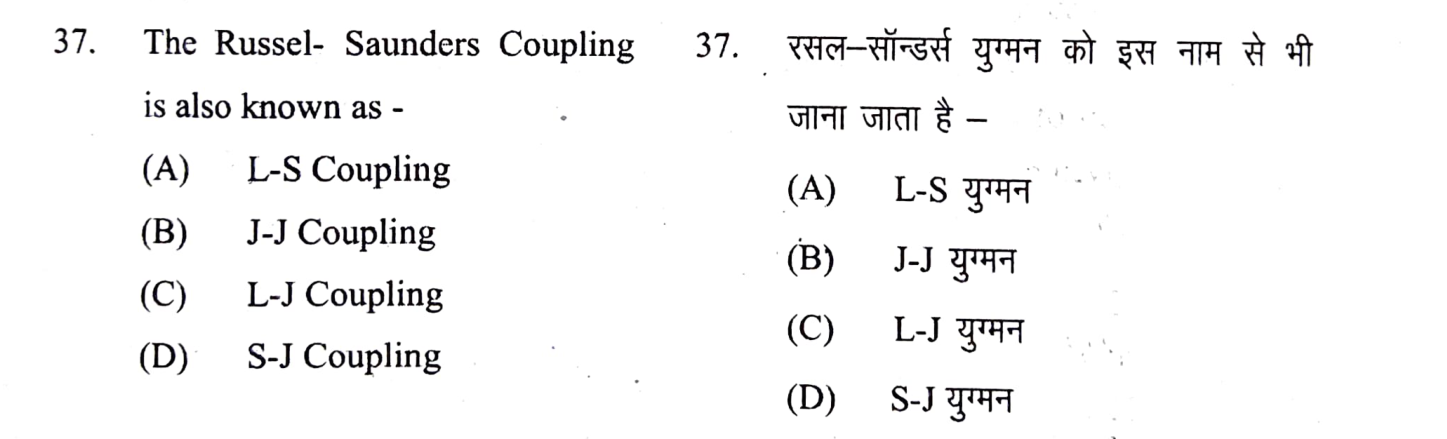 37. The Russel- Saunders Coupling
is also known as -
(A) L-S Coupling
(B) J-J Coupling
(C) L-J Coupling
(D) S-J Coupling
37. रसल–सॉन्डर्स युग्मन को इस नाम से भी
जाना जाता है –
(A) L-S युग्मन
(B) J-J युग्मन
(C) L-J युग्मन
(D) S-J युग्मन